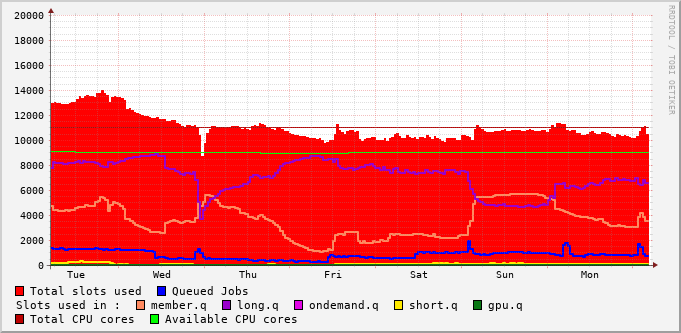 20000
18000
16000
14000
12000
10000
8000
6000
4000
2000
0
Tue Wed Thu Fri Sat Sun Mon
RRDTOOL / TOBI OETIKER
Total slots used Queued Jobs
Slots used in : member.q long.q ondemand.q short.q gpu.q
Total CPU cores Available CPU cores